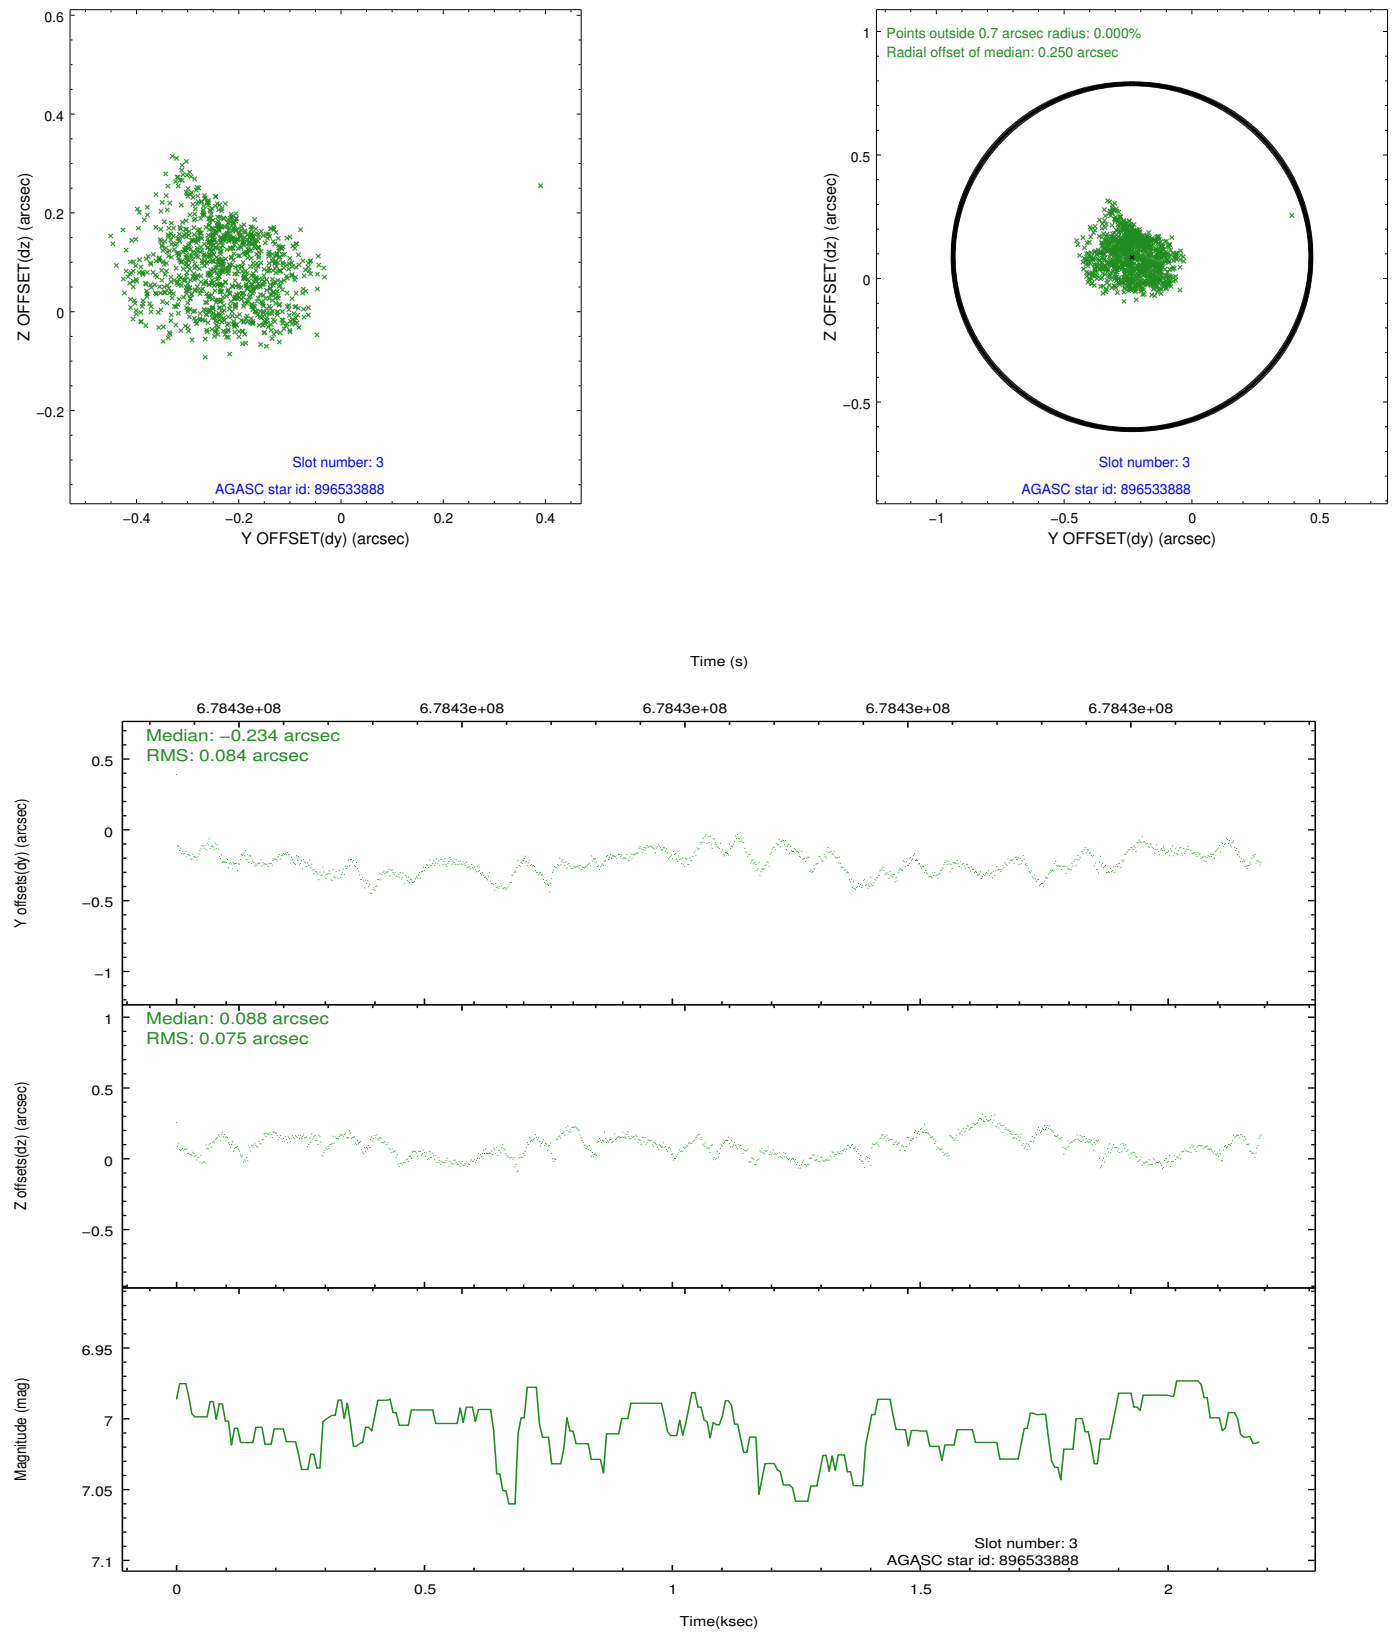 0.6
0.4
0.2
0
−0.2
Z OFFSET(dz) (arcsec)
Slot number: 3
AGASC star id: 896533888
−0.4
−0.2
0
0.2
0.4
Y OFFSET(dy) (arcsec)
Points outside 0.7 arcsec radius: 0.000%
Radial offset of median: 0.250 arcsec
1
0.5
0
−0.5
Z OFFSET(dz) (arcsec)
Slot number: 3
AGASC star id: 896533888
−1
−0.5
0
0.5
Y OFFSET(dy) (arcsec)
Time (s)
6.7843e+08
6.7843e+08
6.7843e+08
6.7843e+08
6.7843e+08
Median: −0.234 arcsec
RMS: 0.084 arcsec
0.5
0
−0.5
−1
Y offsets(dy) (arcsec)
Median: 0.088 arcsec
RMS: 0.075 arcsec
1
0.5
0
−0.5
Z offsets(dz) (arcsec)
6.95
7
7.05
7.1
Magnitude (mag)
Slot number: 3
AGASC star id: 896533888
0
0.5
1
1.5
2
Time(ksec)